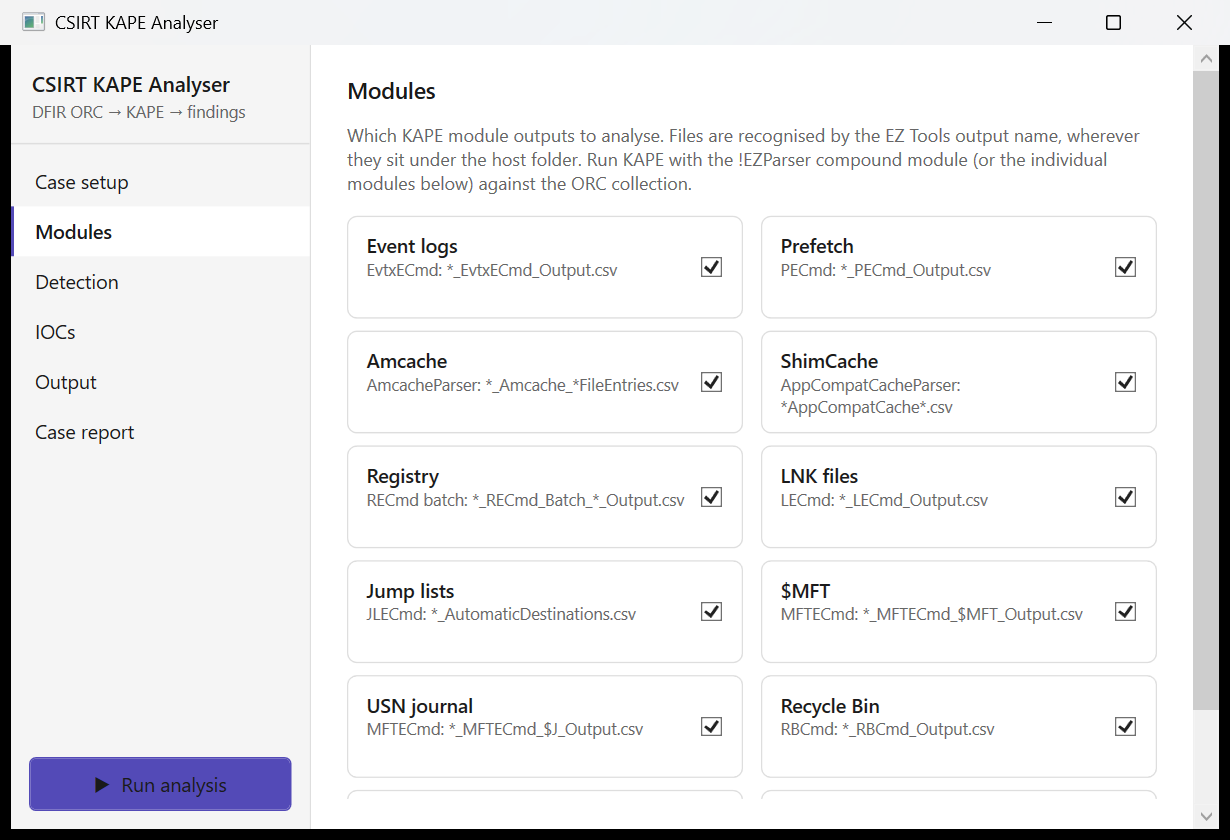 CSIRT KAPE Analyser
CSIRT KAPE Analyser
DFIR ORC → KAPE → findings
Case setup
Modules
Detection
IOCs
Output
Case report
▶ Run analysis
Modules
Which KAPE module outputs to analyse. Files are recognised by the EZ Tools output name, wherever
they sit under the host folder. Run KAPE with the !EZParser compound module (or the individual
modules below) against the ORC collection.
Event logs
EvtxECmd: *_EvtxECmd_Output.csv
Prefetch
PECmd: *_PECmd_Output.csv
Amcache
AmcacheParser: *_Amcache_*FileEntries.csv
ShimCache
AppCompatCacheParser:
*AppCompatCache*.csv
Registry
RECmd batch: *_RECmd_Batch_*_Output.csv
LNK files
LECmd: *_LECmd_Output.csv
Jump lists
JLECmd: *_AutomaticDestinations.csv
$MFT
MFTECmd: *_MFTECmd_$MFT_Output.csv
USN journal
MFTECmd: *_MFTECmd_$J_Output.csv
Recycle Bin
RBCmd: *_RBCmd_Output.csv